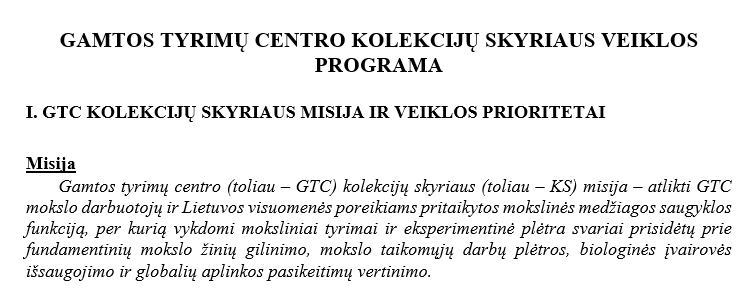 GAMTOS TYRIMŲ CENTRO KOLEKCIJŲ SKYRIAUS VEIKLOS
PROGRAMA
I. GTC KOLEKCIJŲ SKYRIAUS MISIJA IR VEIKLOS PRIORITETAI
Misija
Gamtos tyrimų centro (toliau – GTC) kolekcijų skyriaus (toliau – KS) misija – atlikti GTC
mokslo darbuotojų ir Lietuvos visuomenės poreikiams pritaikytos mokslinės medžiagos saugyklos
funkciją, per kurią vykdomi moksliniai tyrimai ir eksperimentinė plėtra svariai prisidėtų prie
fundamentinių mokslo žinių gilinimo, mokslo taikomųjų darbų plėtros, biologinės įvairovės
išsaugojimo ir globalių aplinkos pasikeitimų vertinimo.